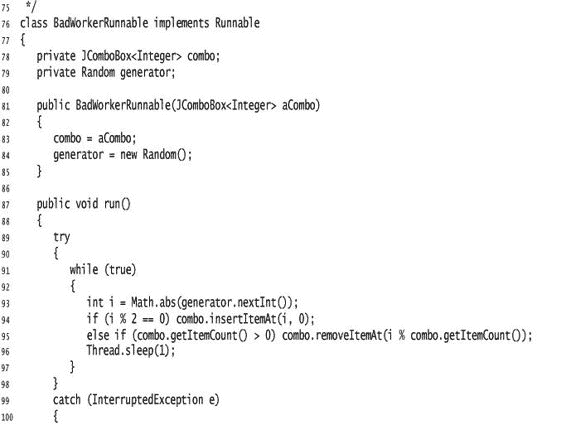 75  */
76 class BadWorkerRunnable implements Runnable
77 {
78    private JComboBox<Integer> combo;
79    private Random generator;
80
81    public BadWorkerRunnable(JComboBox<Integer> aCombo)
82    {
83       combo = aCombo;
84       generator = new Random();
85    }
86
87    public void run()
88    {
89       try
90       {
91          while (true)
92          {
93             int i = Math.abs(generator.nextInt());
94             if (i % 2 == 0) combo.insertItemAt(i, 0);
95             else if (combo.getItemCount() > 0) combo.removeItemAt(i % combo.getItemCount());
96             Thread.sleep(1);
97          }
98       }
99       catch (InterruptedException e)
100      {